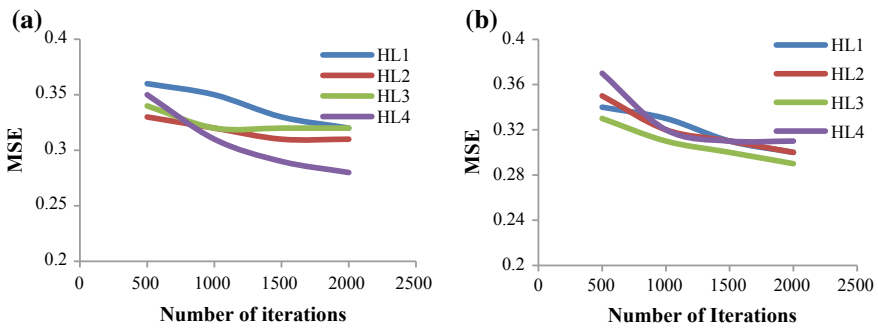 (a)
0.4
0.35
0.3
0.25
0.2
MSE
0
500
1000
1500
2000
2500
Number of iterations
HL1
HL2
HL3
HL4
(b)
0.4
0.36
0.32
0.28
0.24
0.2
MSE
0
500
1000
1500
2000
2500
Number of Iterations
HL1
HL2
HL3
HL4